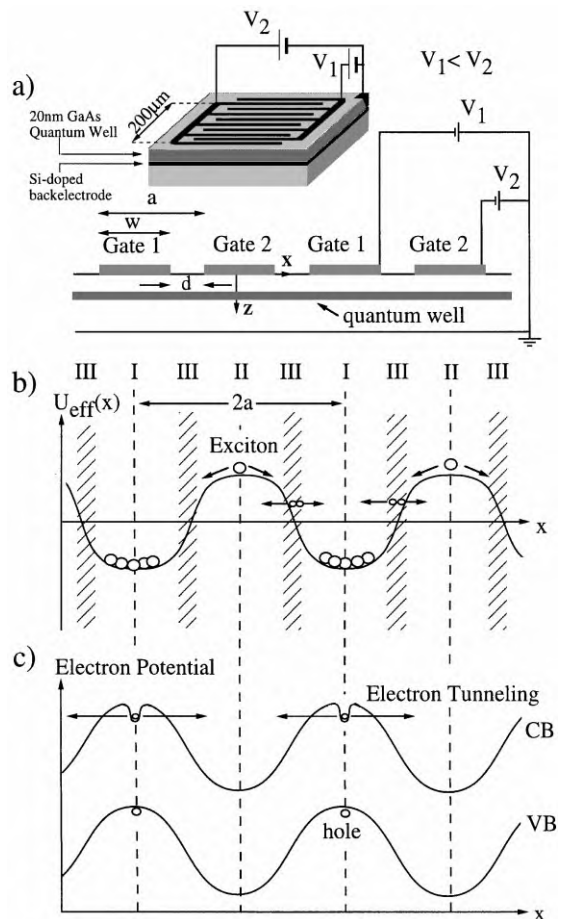 V2
a)
V1
V1 < V2
200μm
20nm GaAs
Quantum Well
V1
Si-doped
backelectrode
V2
a
w
Gate 1 Gate 2 Gate 1 Gate 2
x
d
z
quantum well
b)
III I III II III I III II III
Ueff(x)
2a
Exciton
x
c)
Electron Potential
Electron Tunneling
CB
hole
VB
x